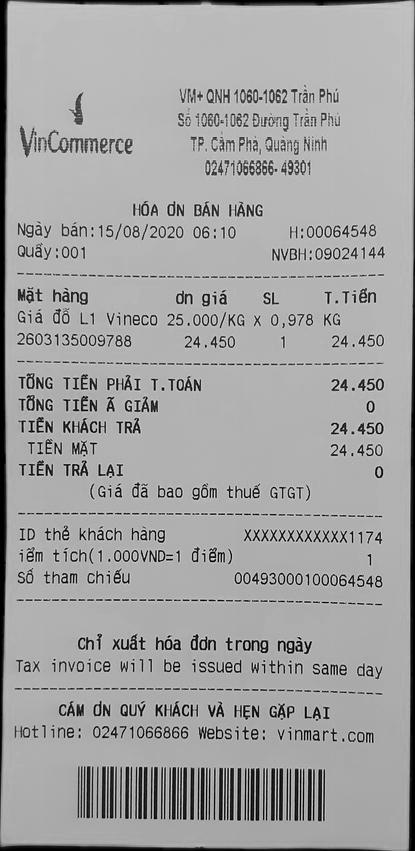 VinCommerce
VM+ QNH 1060-1062 Trần Phú
Số 1060-1062 Đường Trần Phú
TP. Cẩm Phả, Quảng Ninh
02471066866- 49301
HÓA ƠN BÁN HÀNG
Ngày bán:15/08/2020 06:10 H:00064548
Quầy:001 NVBH:09024144
Mặt hàng ơn giá SL T.Tiền
Giá đỗ L1 Vineco 25.000/KG X 0,978 KG
2603135009788 24.450 1 24.450
TỔNG TIỀN PHẢI T.TOÁN 24.450
TỔNG TIỀN Ã GIẢM 0
TIỀN KHÁCH TRẢ 24.450
TIỀN MẶT 24.450
TIỀN TRẢ LẠI 0
(Giá đã bao gồm thuế GTGT)
ID thẻ khách hàng XXXXXXXXXXXX1174
iểm tích(1.000VND=1 điểm) 1
Số tham chiếu 00493000100064548
Chỉ xuất hóa đơn trong ngày
Tax invoice will be issued within same day
CÁM ƠN QUÝ KHÁCH VÀ HẸN GẶP LẠI
Hotline: 02471066866 Website: vinmart.com